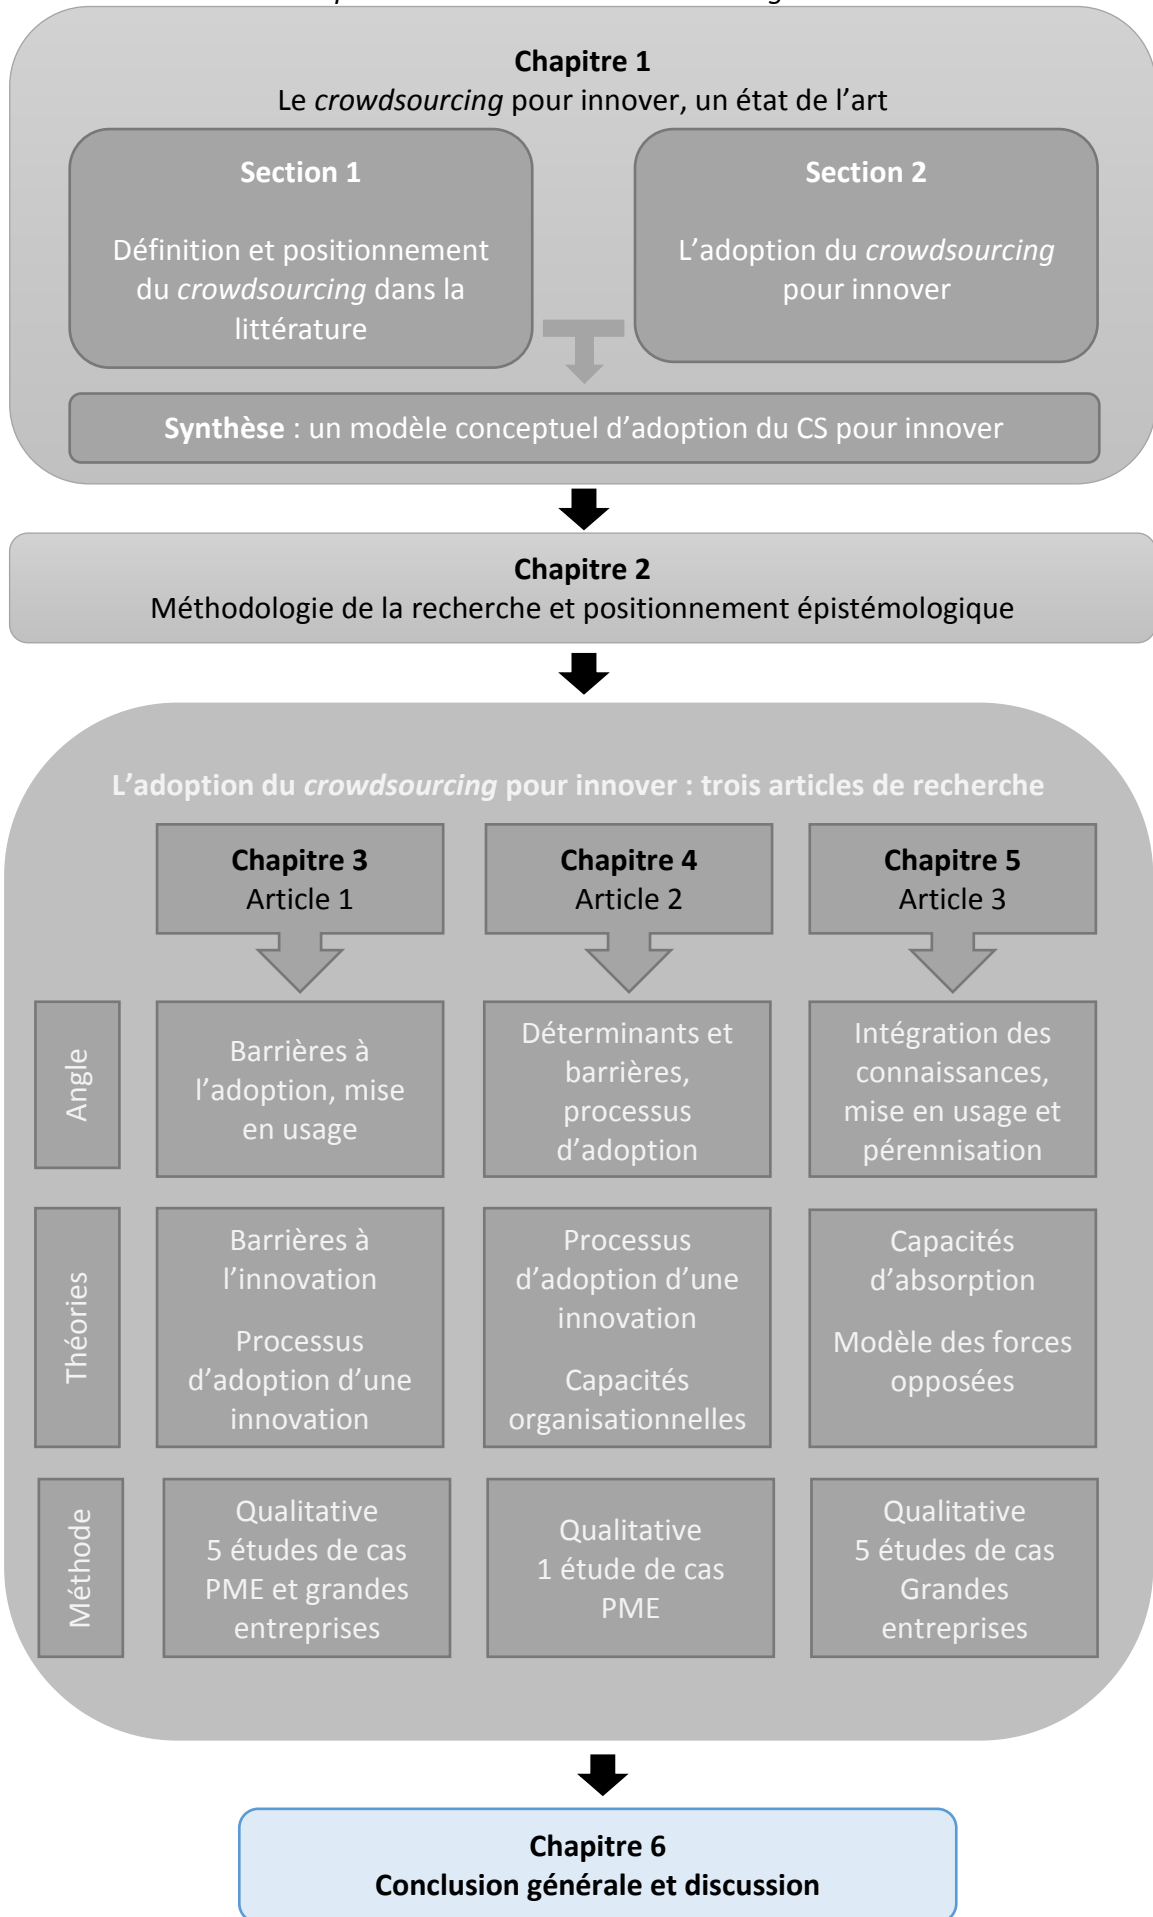 Chapitre 1
Le crowdsourcing pour innover, un état de l’art
Section 1
Définition et positionnement
du crowdsourcing dans la
littérature
Section 2
L’adoption du crowdsourcing
pour innover
Synthèse : un modèle conceptuel d’adoption du CS pour innover
Chapitre 2
Méthodologie de la recherche et positionnement épistémologique
L’adoption du crowdsourcing pour innover : trois articles de recherche
Chapitre 3
Article 1
Chapitre 4
Article 2
Chapitre 5
Article 3
Angle
Barrières à
l’adoption, mise
en usage
Déterminants et
barrières,
processus
d’adoption
Intégration des
connaissances,
mise en usage et
pérennisation
Théories
Barrières à
l’innovation
Processus
d’adoption d’une
innovation
Processus
d’adoption d’une
innovation
Capacités
organisationnelles
Capacités
d’absorption
Modèle des forces
opposées
Méthode
Qualitative
5 études de cas
PME et grandes
entreprises
Qualitative
1 étude de cas
PME
Qualitative
5 études de cas
Grandes
entreprises
Chapitre 6
Conclusion générale et discussion